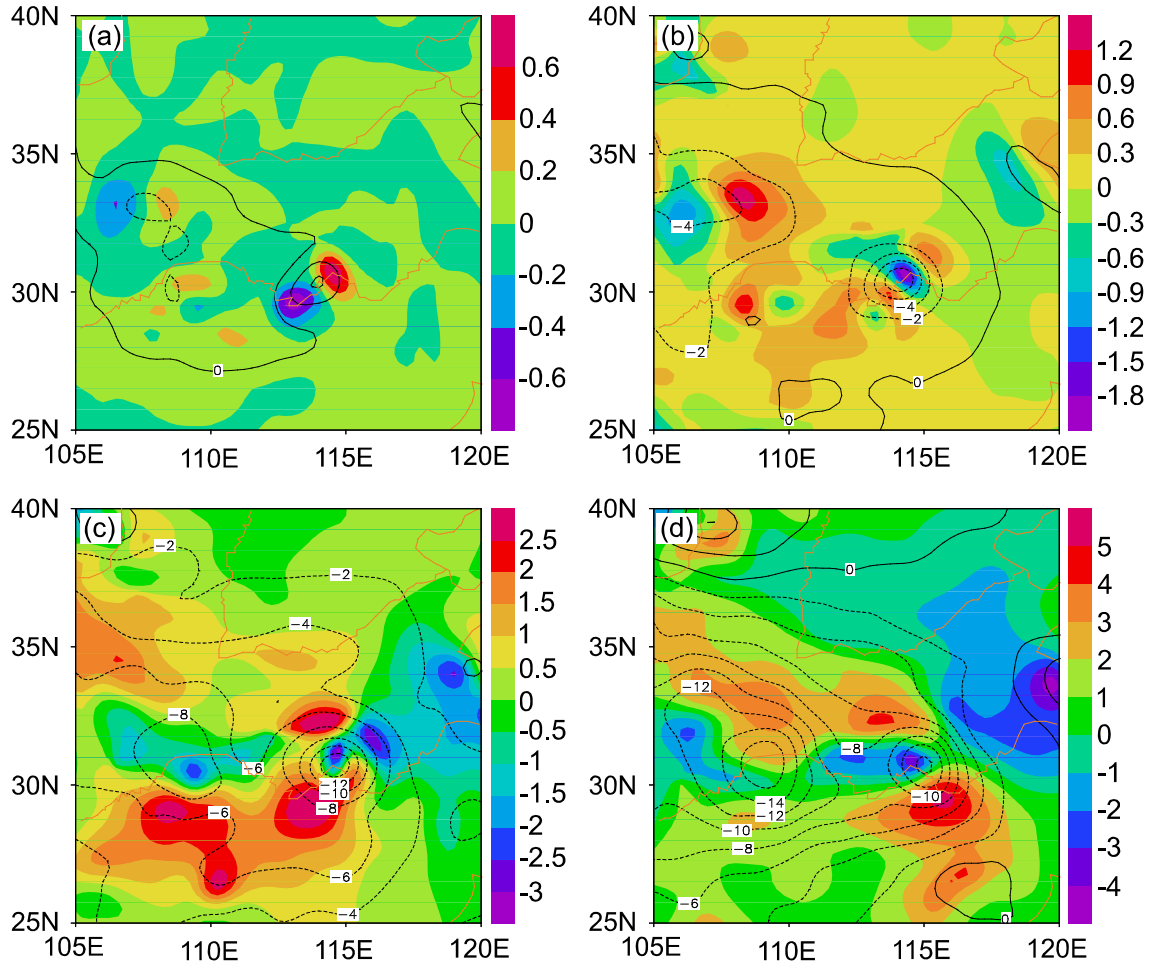 40N
(a)
35N
30N
25N
105E
110E
115E
120E
0
0.6
0.4
0.2
0
-0.2
-0.4
-0.6
40N
(b)
35N
30N
25N
105E
110E
115E
120E
-4
-2
-4
-2
0
0
1.2
0.9
0.6
0.3
0
-0.3
-0.6
-0.9
-1.2
-1.5
-1.8
40N
(c)
35N
30N
25N
105E
110E
115E
120E
-2
-2
-4
-8
-6
-12
-10
-8
-6
-6
-4
2.5
2
1.5
1
0.5
0
-0.5
-1
-1.5
-2
-2.5
-3
40N
(d)
35N
30N
25N
105E
110E
115E
120E
0
-12
-8
-10
-14
-12
-10
-8
-6
0
5
4
3
2
1
0
-1
-2
-3
-4